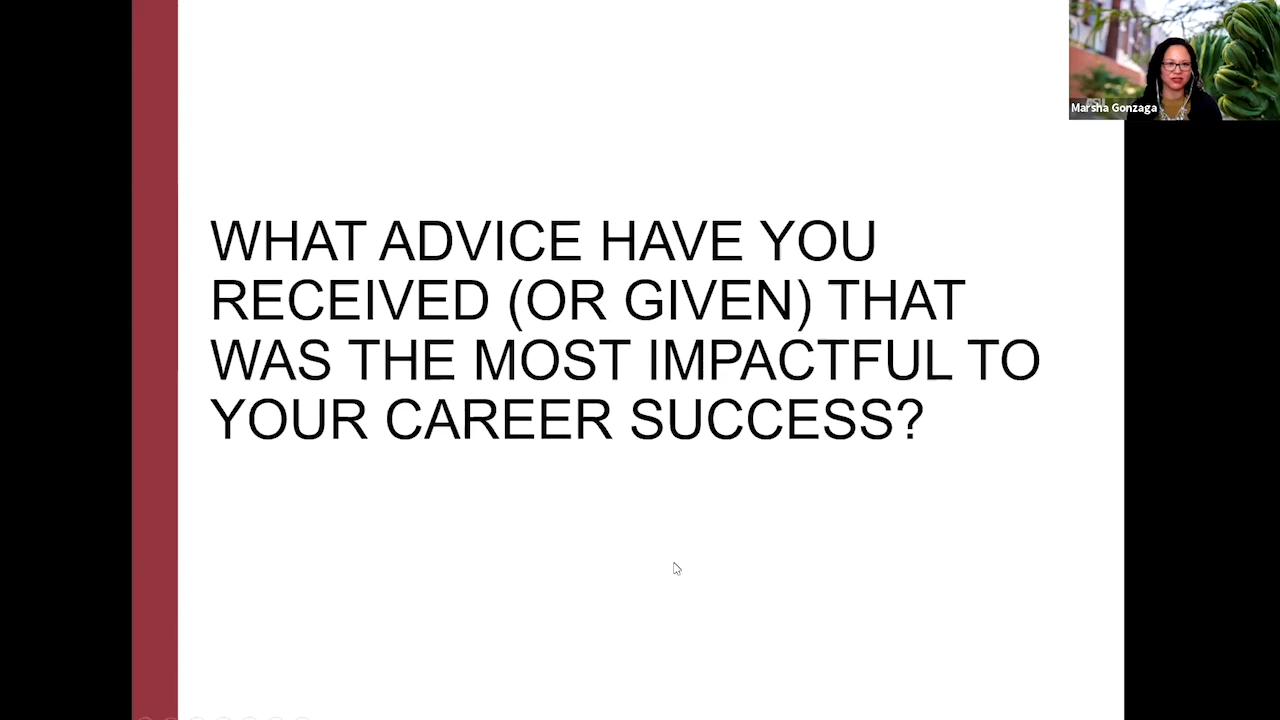 WHAT ADVICE HAVE YOU
RECEIVED (OR GIVEN) THAT
WAS THE MOST IMPACTFUL TO
YOUR CAREER SUCCESS?
Marsha Gonzaga